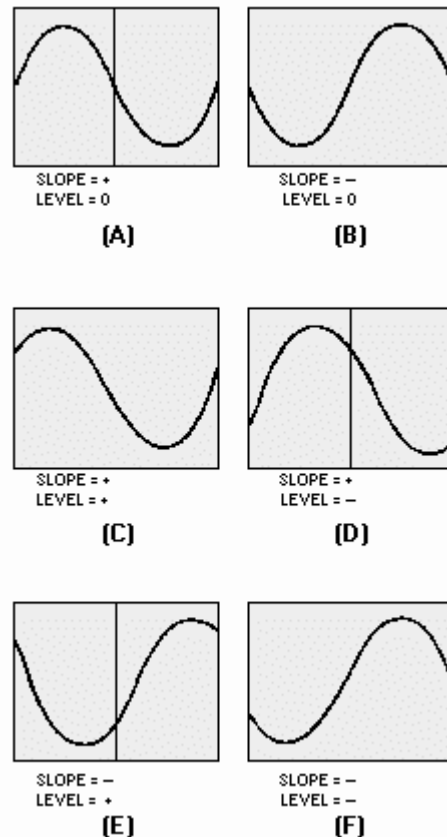 SLOPE = +
LEVEL = 0
(A)
SLOPE = –
LEVEL = 0
(B)
SLOPE = +
LEVEL = +
(C)
SLOPE = +
LEVEL = –
(D)
SLOPE = –
LEVEL = +
(E)
SLOPE = –
LEVEL = –
(F)